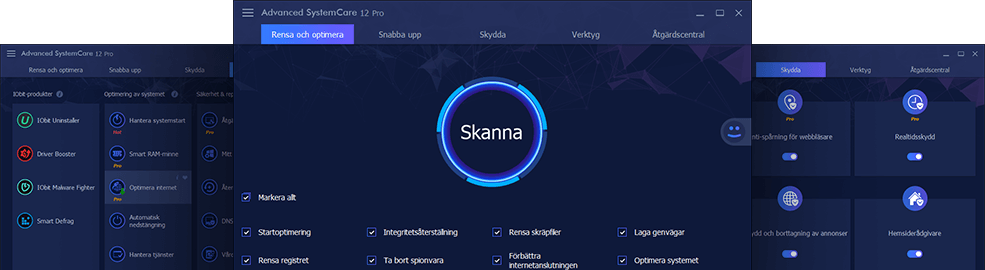 Advanced SystemCare 12 Pro
Rensa och optimera Snabba upp Skydda Verktyg Åtgärdscentral
Skanna
Markera allt
Startoptimering Integritetsåterställning Rensa skräpfiler Laga genvägar
Rensa registret Ta bort spionvara Förbättra internetanslutningen Optimera systemet
Advanced SystemCare 12 Pro
Rensa och optimera Snabba upp Skydda
IObit-produkter Optimering av systemet Säkerhet & rep
IObit Uninstaller Hantera systemstart
Hot!
Pro
Driver Booster Smart RAM-minne Mitt
Pro
IObit Malware Fighter Optimera internet
Pro
Smart Defrag Automatisk nedstängning DNS
Hantera tjänster
Skydda Verktyg Åtgärdscentral
Pro Pro
nti-spårning för webbläsare Realtidsskydd
ydd och borttagning av annonser Hemsiderådgivare